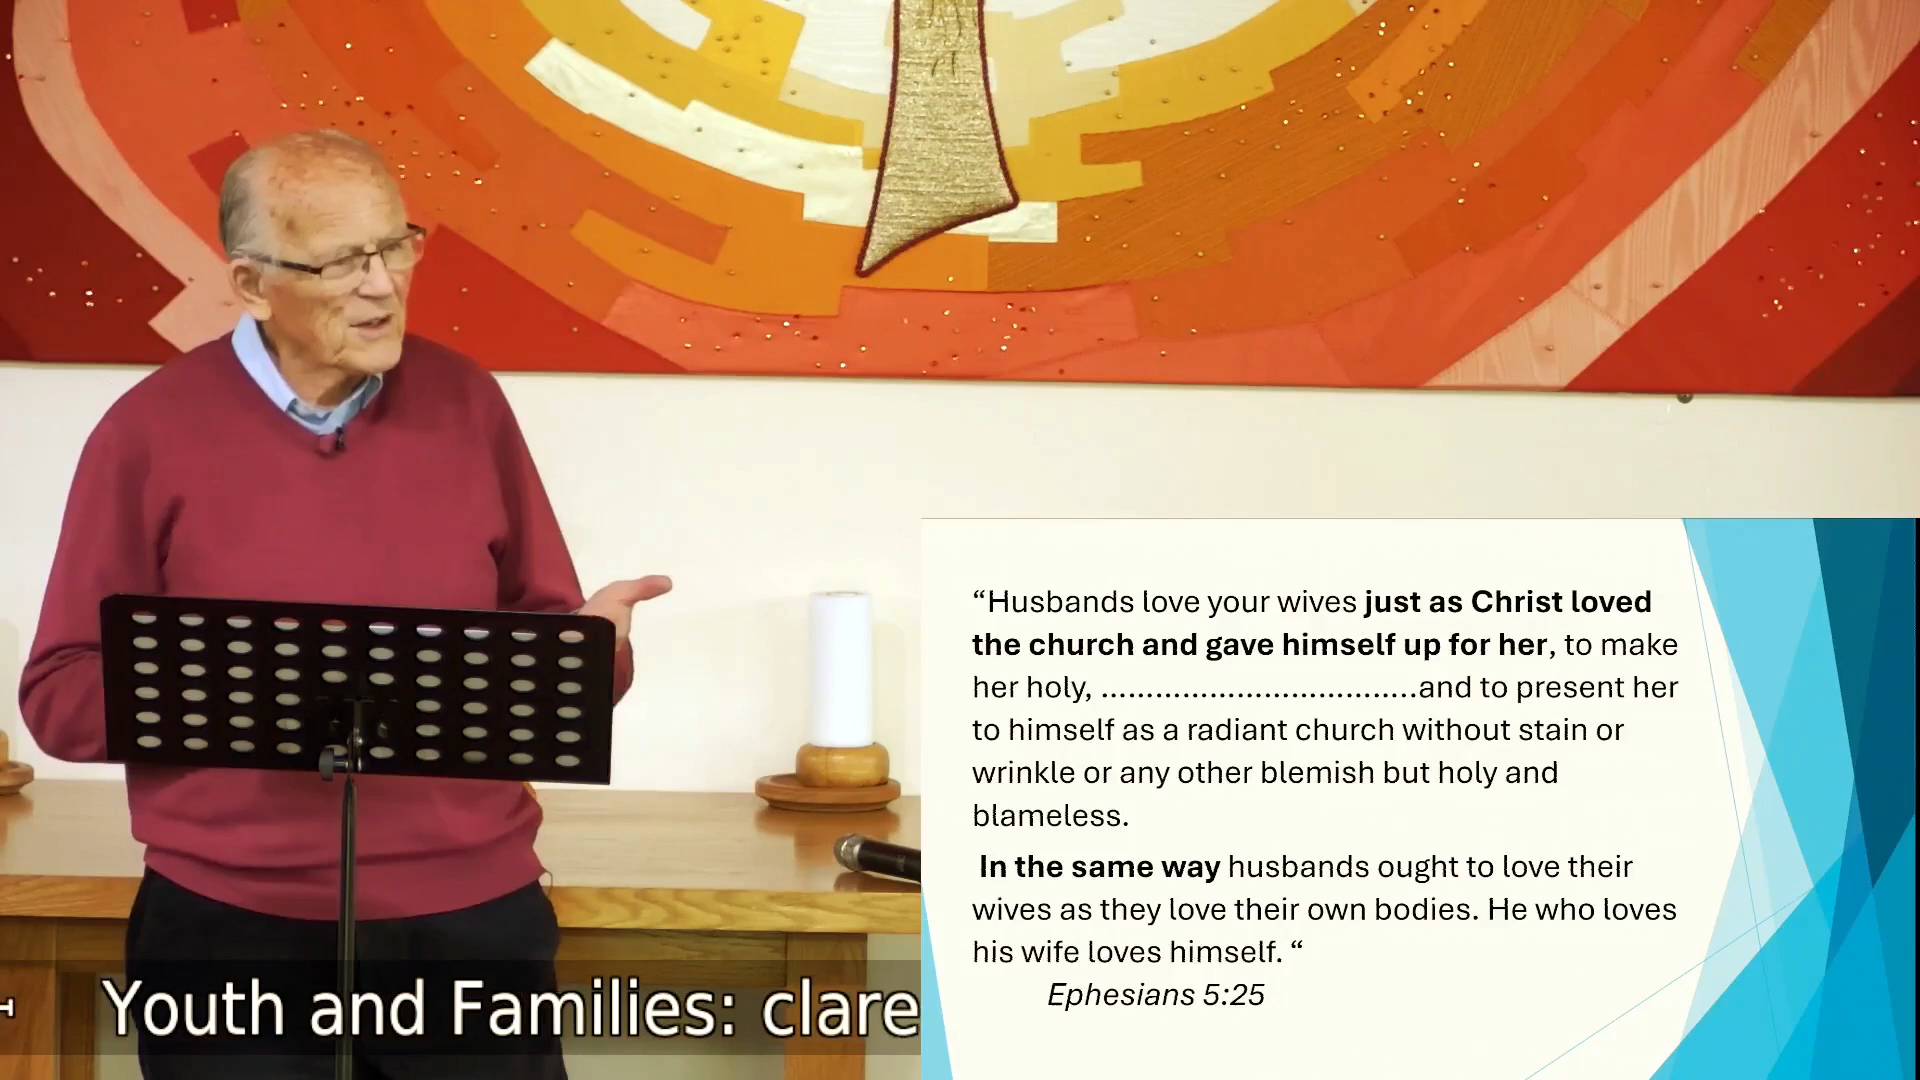 “Husbands love your wives just as Christ loved
the church and gave himself up for her, to make
her holy, ...................................and to present her
to himself as a radiant church without stain or
wrinkle or any other blemish but holy and
blameless.
In the same way husbands ought to love their
wives as they love their own bodies. He who loves
his wife loves himself. “
Ephesians 5:25
Youth and Families: clare